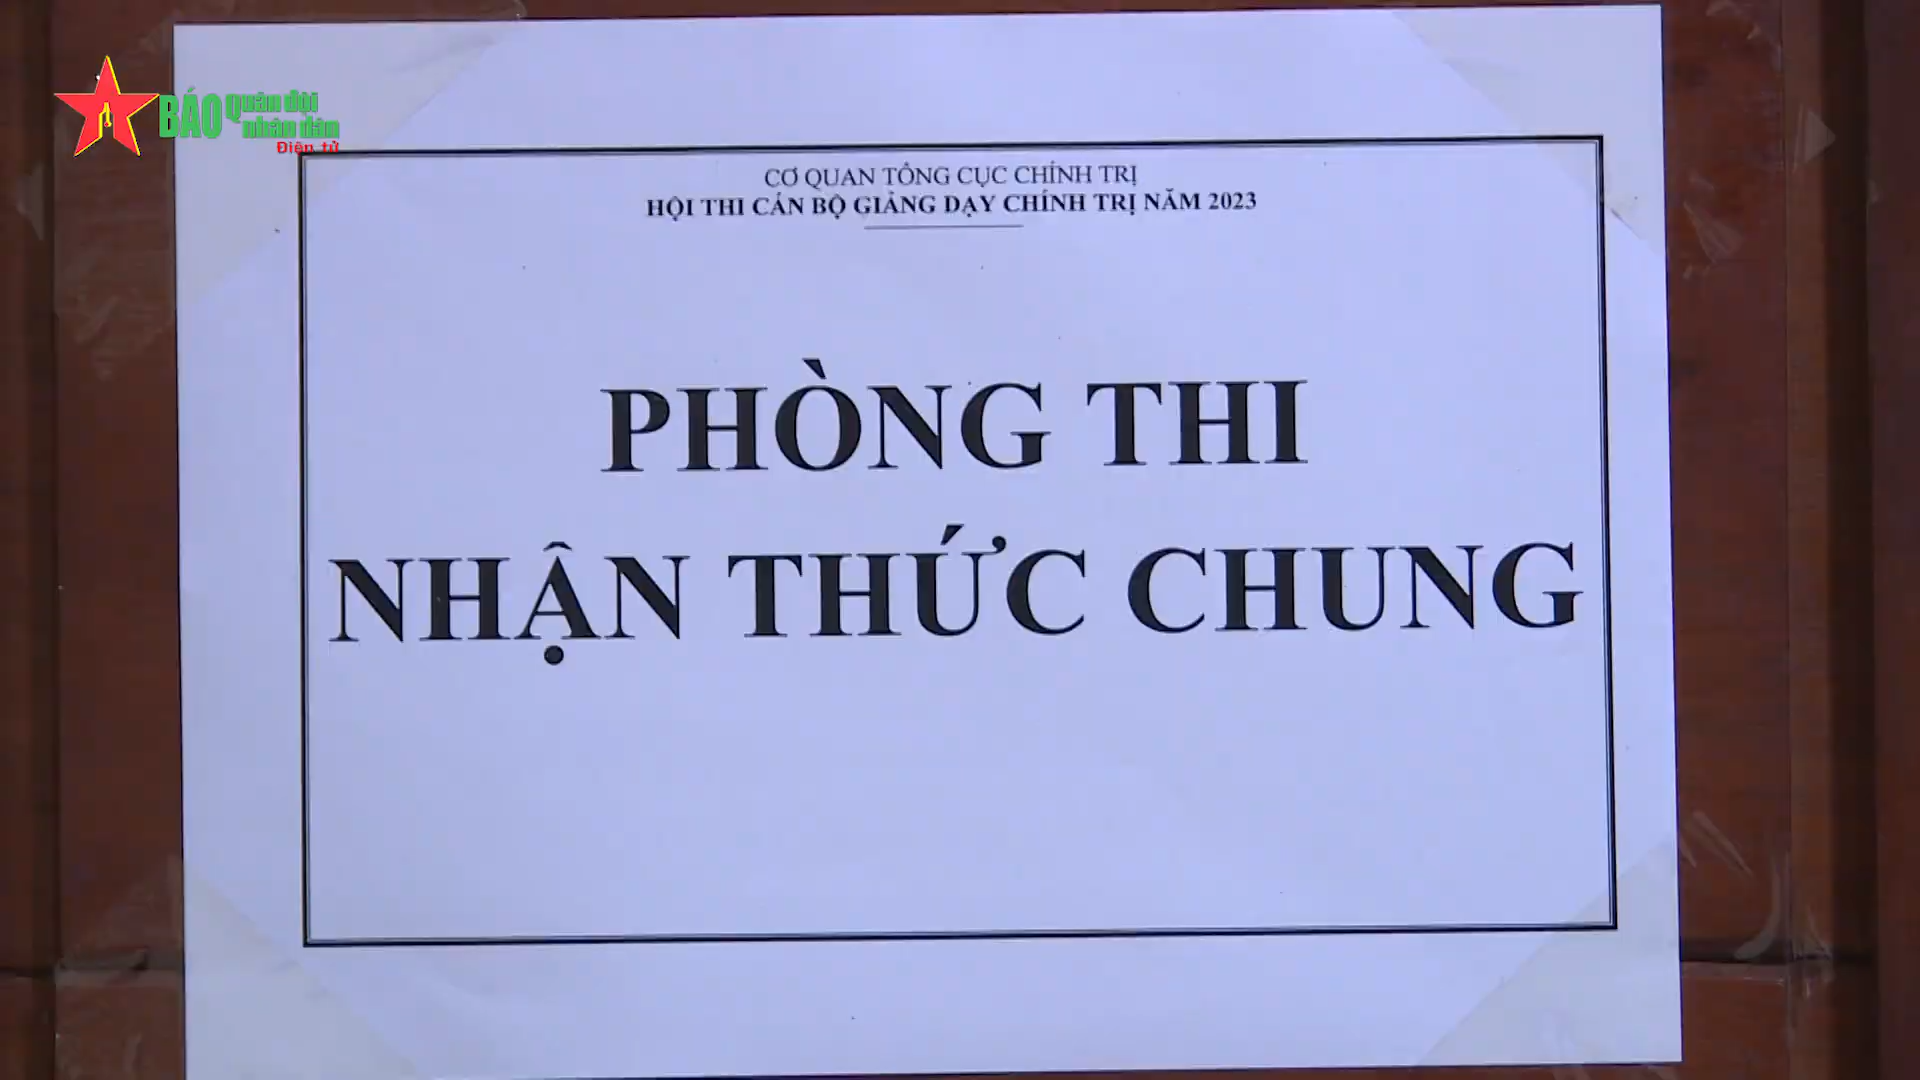 BÁO Quân đội
nhân dân
Điện tử
CƠ QUAN TỔNG CỤC CHÍNH TRỊ
HỘI THI CÁN BỘ GIẢNG DẠY CHÍNH TRỊ NĂM 2023
PHÒNG THI
NHẬN THỨC CHUNG